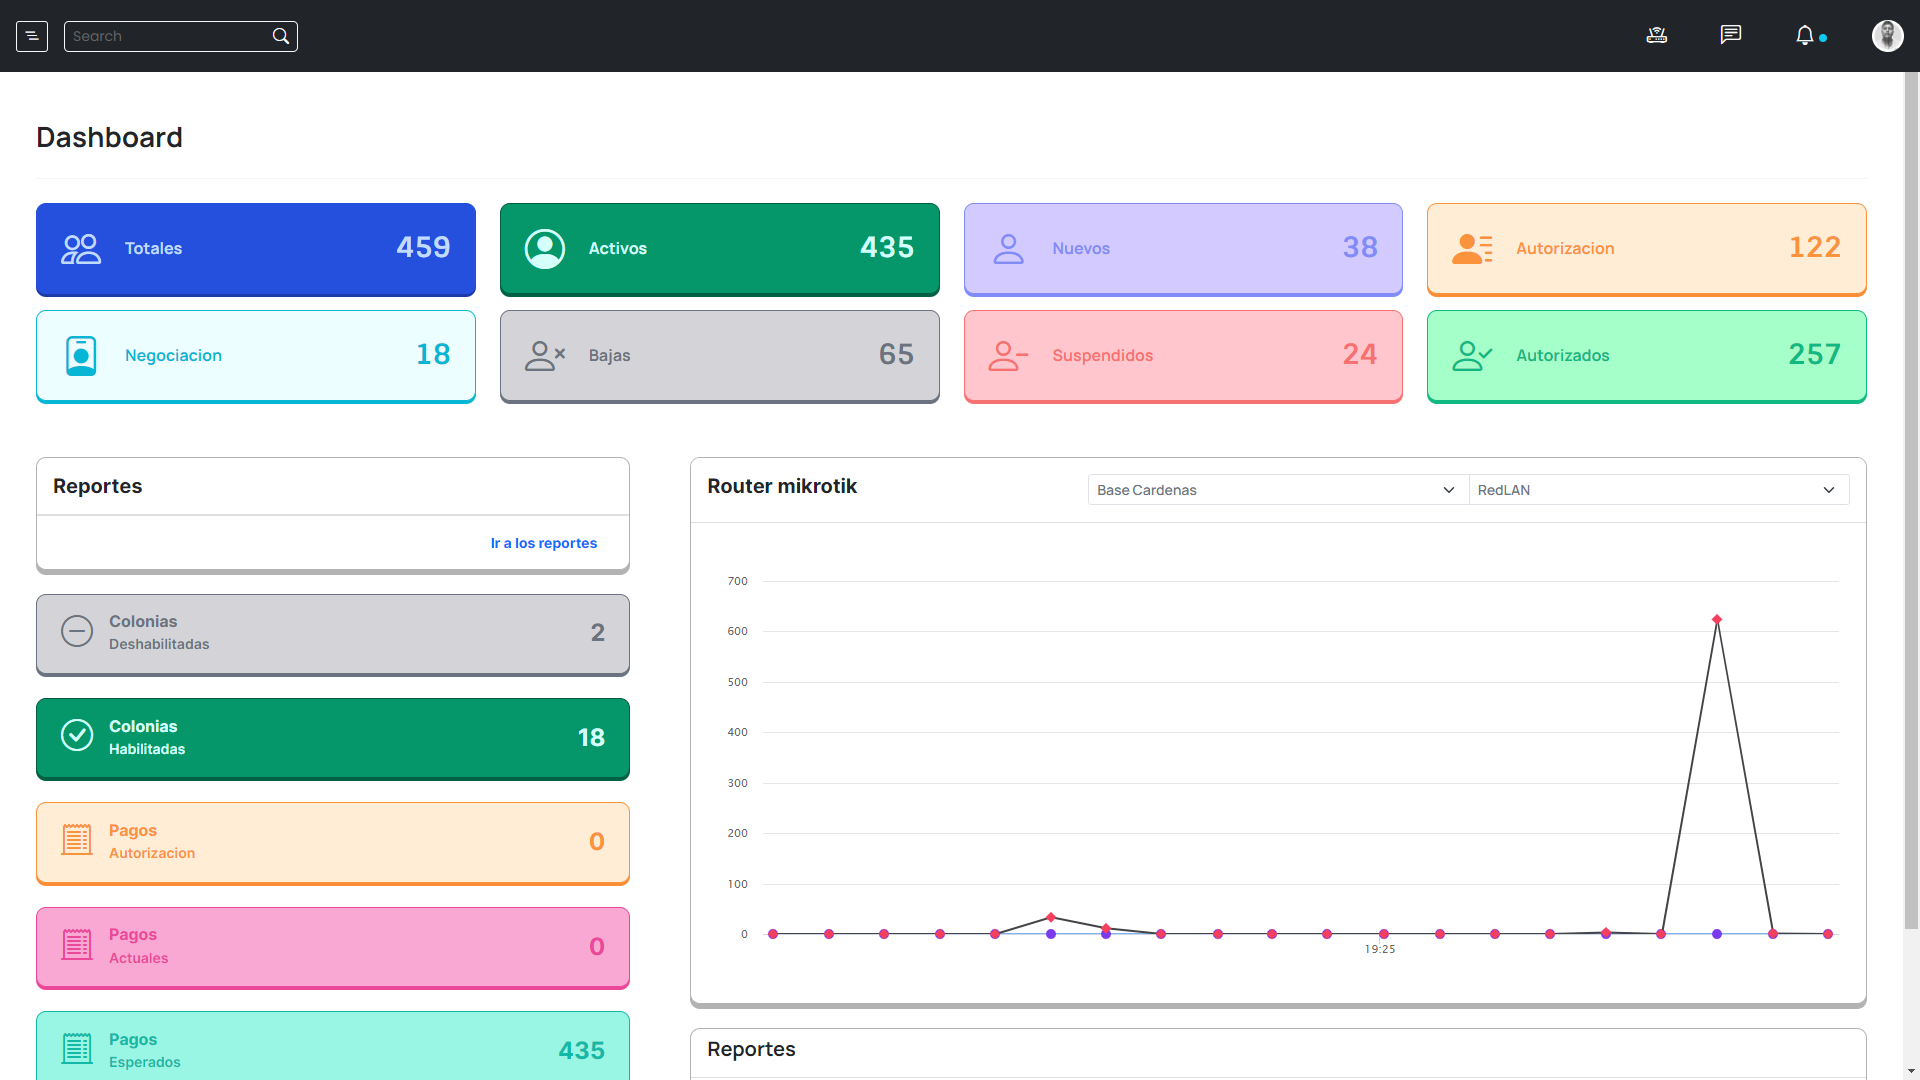 Search
Dashboard
Totales 459
Activos 435
Nuevos 38
Autorizacion 122
Negociacion 18
Bajas 65
Suspendidos 24
Autorizados 257
Reportes
Ir a los reportes
Colonias
Deshabilitadas
2
Colonias
Habilitadas
18
Pagos
Autorizacion
0
Pagos
Actuales
0
Pagos
Esperados
435
Router mikrotik
Base Cardenas
RedLAN
700
600
500
400
300
200
100
0
19:25
Reportes